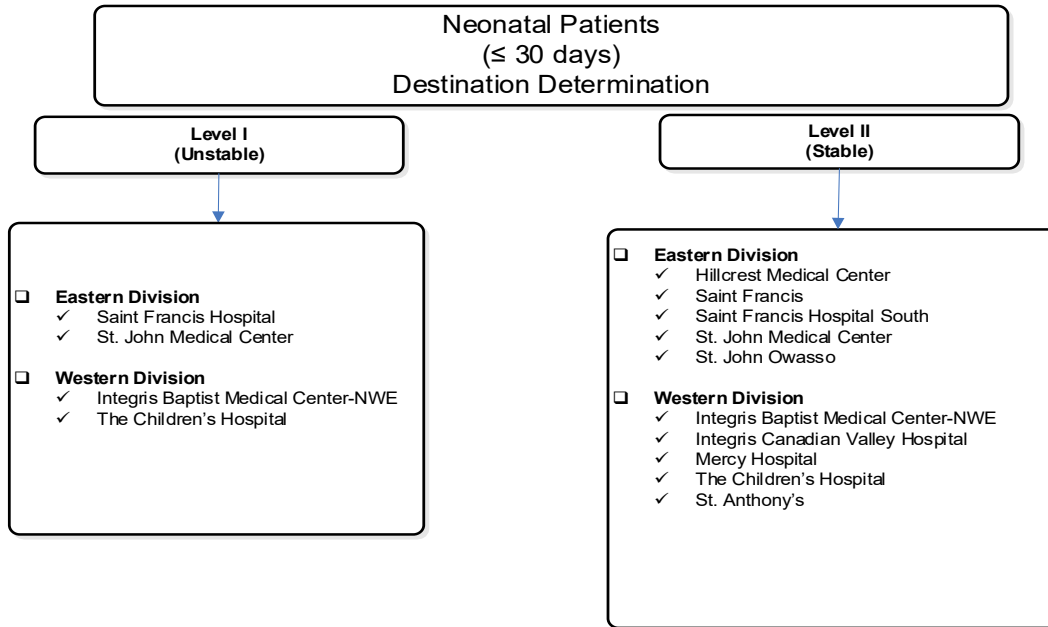 Neonatal Patients
(≤ 30 days)
Destination Determination
Level I
(Unstable)
❑ Eastern Division
✓ Saint Francis Hospital
✓ St. John Medical Center
❑ Western Division
✓ Integris Baptist Medical Center-NWE
✓ The Children’s Hospital
Level II
(Stable)
❑ Eastern Division
✓ Hillcrest Medical Center
✓ Saint Francis
✓ Saint Francis Hospital South
✓ St. John Medical Center
✓ St. John Owasso
❑ Western Division
✓ Integris Baptist Medical Center-NWE
✓ Integris Canadian Valley Hospital
✓ Mercy Hospital
✓ The Children’s Hospital
✓ St. Anthony’s